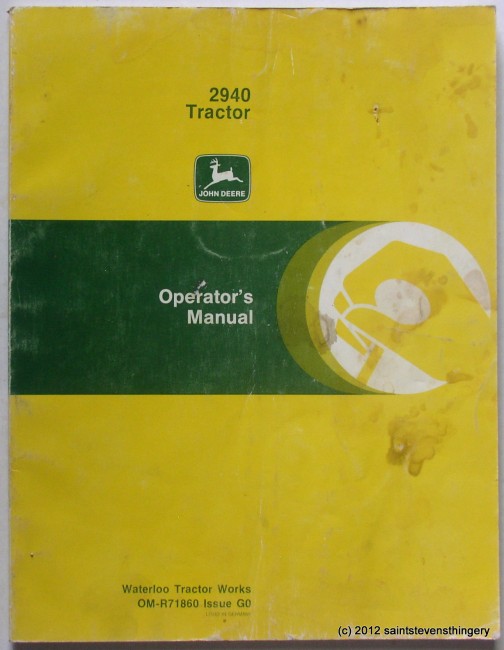 2940
Tractor
JOHN DEERE
Operator's
Manual
Waterloo Tractor Works
OM-R71860 Issue G0
(c) 2012 saintstevensthingery